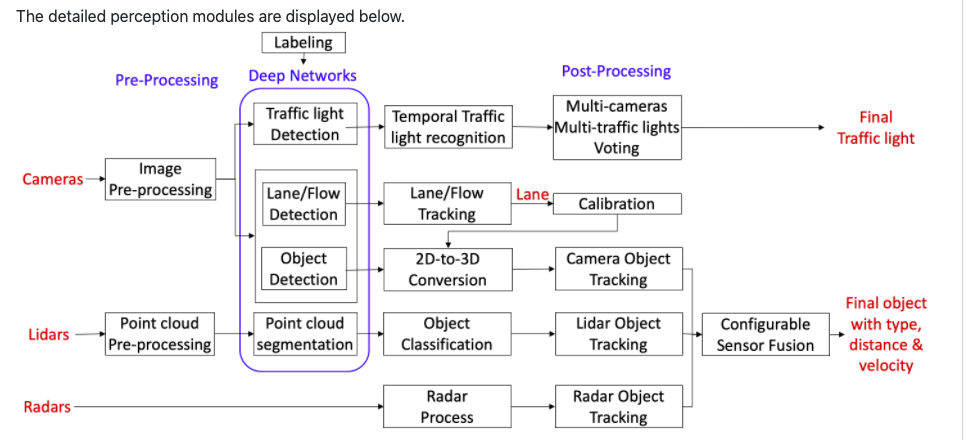 The detailed perception modules are displayed below.
Labeling
Pre-Processing
Deep Networks
Post-Processing
Traffic light
Detection
Temporal Traffic
light recognition
Multi-cameras
Multi-traffic lights
Voting
Final
Traffic light
Cameras
Image
Pre-processing
Lane/Flow
Detection
Lane/Flow
Tracking
Lane
Calibration
Object
Detection
2D-to-3D
Conversion
Camera Object
Tracking
Lidars
Point cloud
Pre-processing
Point cloud
segmentation
Object
Classification
Lidar Object
Tracking
Configurable
Sensor Fusion
Final object
with type,
distance &
velocity
Radars
Radar
Process
Radar Object
Tracking